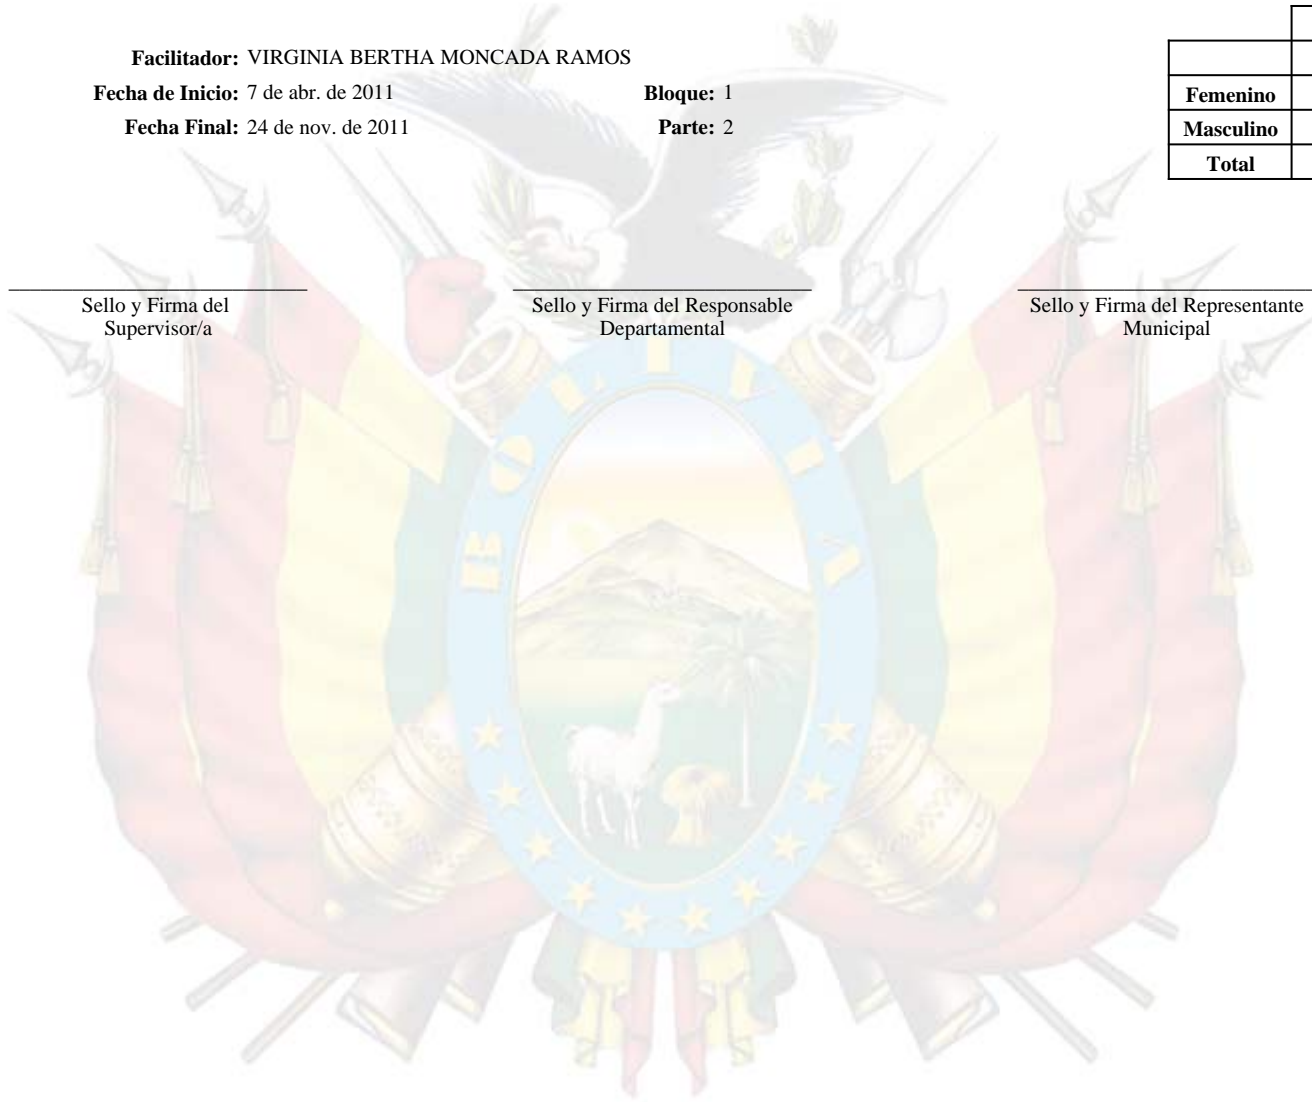 Facilitador: VIRGINIA BERTHA MONCADA RAMOS
Fecha de Inicio: 7 de abr. de 2011 Bloque: 1
Fecha Final: 24 de nov. de 2011 Parte: 2
Femenino
Masculino
Total
Sello y Firma del
Supervisor/a
Sello y Firma del Responsable
Departamental
Sello y Firma del Representante
Municipal
BOLIVIA